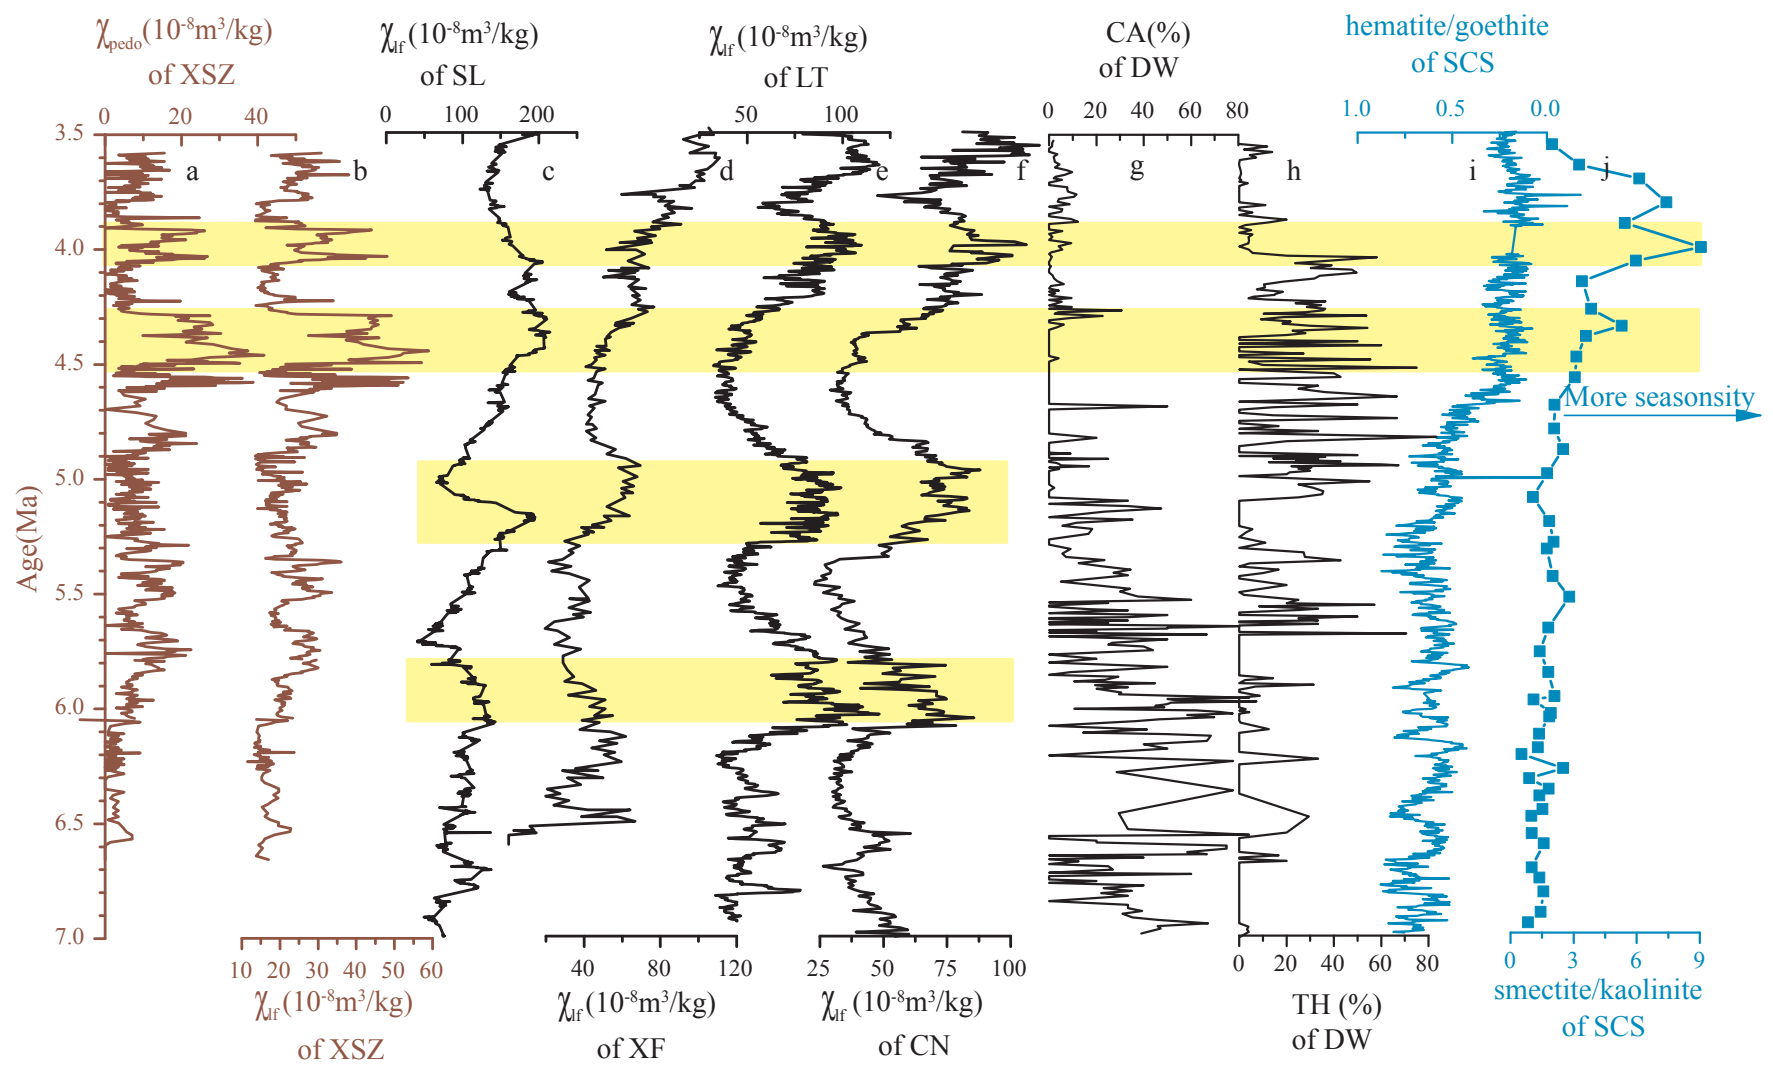 χpedo(10⁻⁸m³/kg)
of XSZ
χlf(10⁻⁸m³/kg)
of SL
χlf(10⁻⁸m³/kg)
of LT
CA(%)
of DW
hematite/goethite
of SCS
0 20 40
0 100 200
50 100
0 20 40 60 80
1.0 0.5 0.0
a b c d e f g h i j
Age(Ma)
3.5
4.0
4.5
5.0
5.5
6.0
6.5
7.0
More seasonsity
10 20 30 40 50 60
40 80 120
25 50 75 100
0 20 40 60 80
0 3 6 9
χlf(10⁻⁸m³/kg)
of XSZ
χlf(10⁻⁸m³/kg)
of XF
χlf(10⁻⁸m³/kg)
of CN
TH (%)
of DW
smectite/kaolinite
of SCS